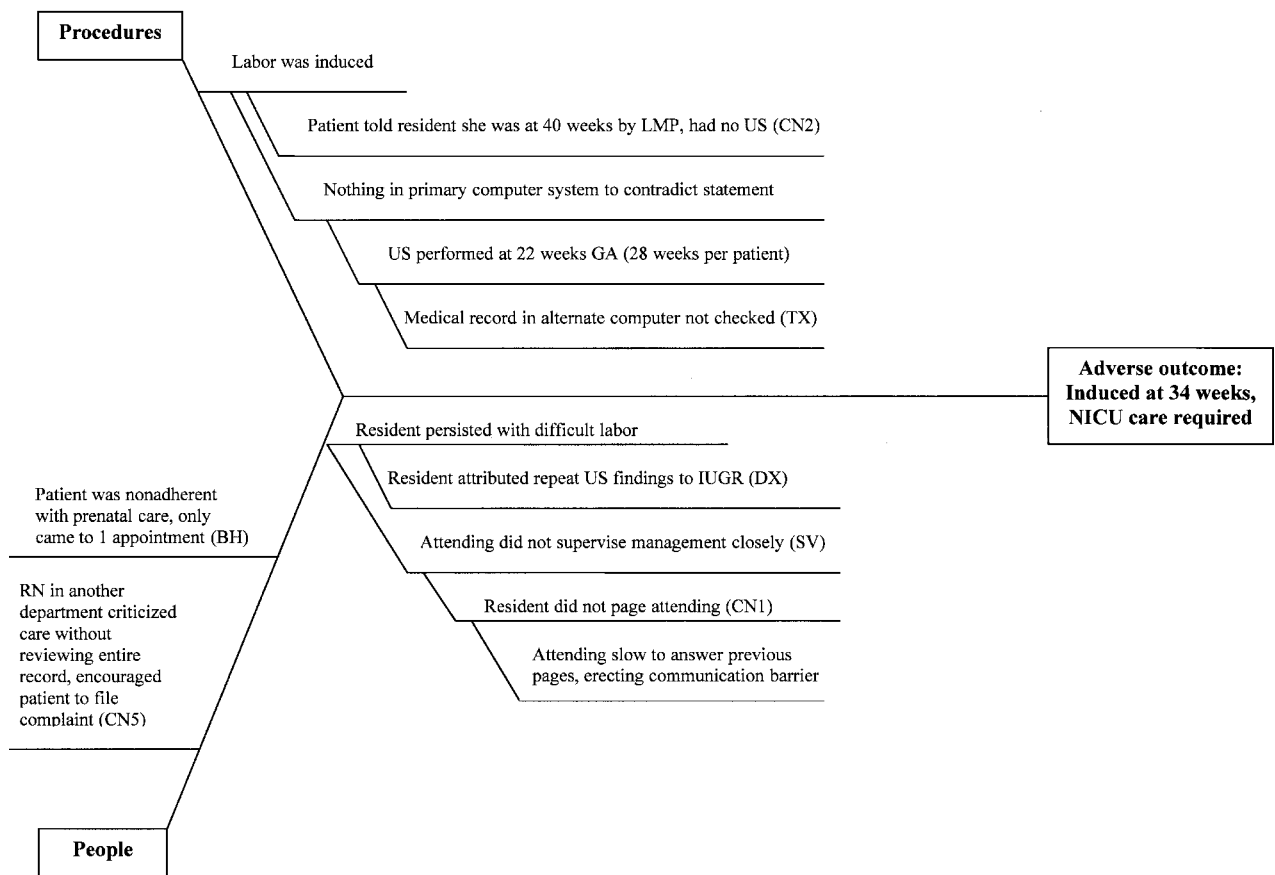 Procedures
Labor was induced
Patient told resident she was at 40 weeks by LMP, had no US (CN2)
Nothing in primary computer system to contradict statement
US performed at 22 weeks GA (28 weeks per patient)
Medical record in alternate computer not checked (TX)
Adverse outcome:
Induced at 34 weeks,
NICU care required
Resident persisted with difficult labor
Resident attributed repeat US findings to IUGR (DX)
Attending did not supervise management closely (SV)
Resident did not page attending (CN1)
Attending slow to answer previous
pages, erecting communication barrier
Patient was nonadherent
with prenatal care, only
came to 1 appointment (BH)
RN in another
department criticized
care without
reviewing entire
record, encouraged
patient to file
complaint (CN5)
People